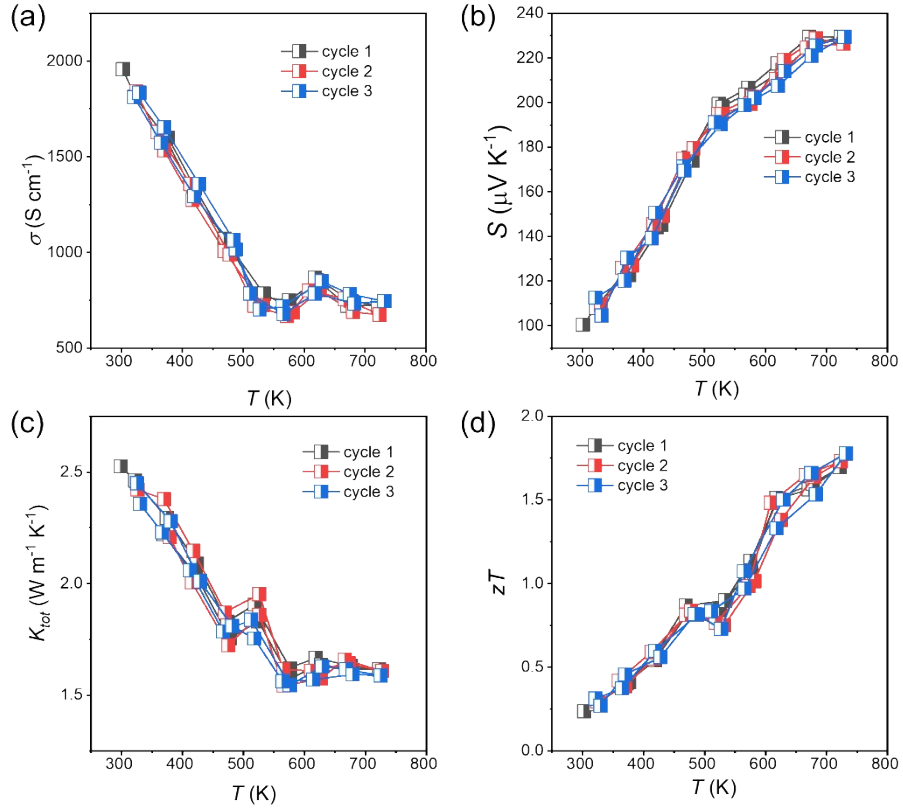 (a)
2000
1500
1000
500
300 400 500 600 700 800
σ (S cm⁻¹)
T (K)
cycle 1
cycle 2
cycle 3
(b)
240
220
200
180
160
140
120
100
300 400 500 600 700 800
S (μV K⁻¹)
T (K)
cycle 1
cycle 2
cycle 3
(c)
2.5
2.0
1.5
300 400 500 600 700 800
K_tot (W m⁻¹ K⁻¹)
T (K)
cycle 1
cycle 2
cycle 3
(d)
2.0
1.5
1.0
0.5
0.0
300 400 500 600 700 800
zT
T (K)
cycle 1
cycle 2
cycle 3